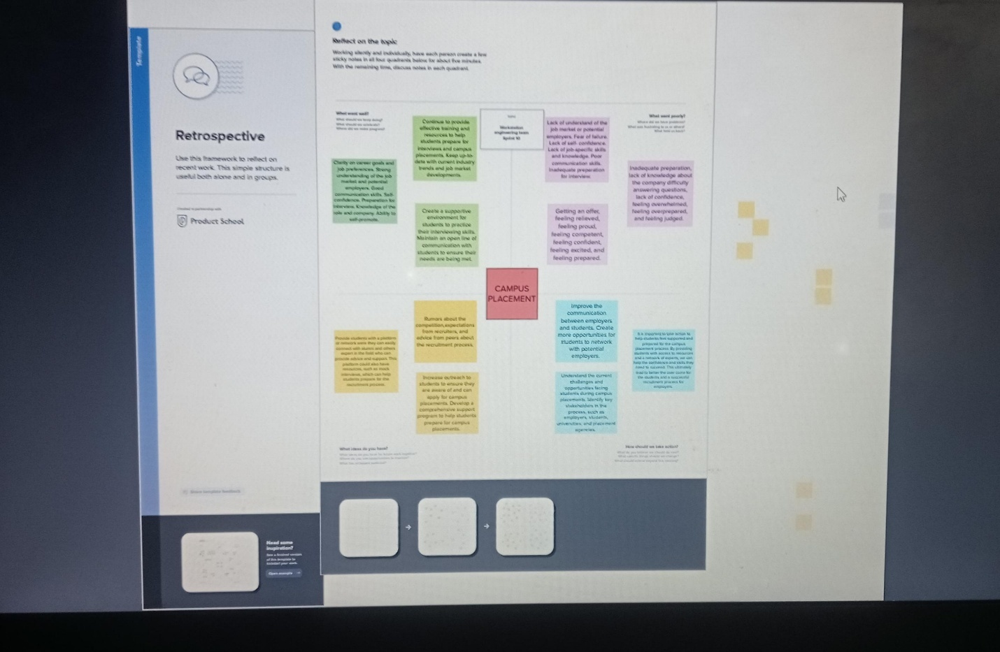 Template
Retrospective
Use this framework to reflect on
recent work. This simple structure is
useful both alone and in groups.
Product School
Share template feedback
Need some
inspiration?
See a finished version
of this template to
kickstart your work.
Open example
Reflect on the topic
Working silently and individually, have each person create a few
sticky notes in all four quadrants below for about five minutes.
With the remaining time, discuss notes in each quadrant.
What went well?
Clarity on career goals and
job preferences. Strong
understanding of the job
market and potential
employers. Good
communication skills. Self-
confidence. Preparation for
interview. Knowledge of the
role and company. Ability to
self-promote.
Continue to provide
effective training and
resources to help
students prepare for
interviews and campus
placements. Keep up-to-
date with current industry
trends and job market
developments.
Create a supportive
environment for
students to practice
their interviewing skills.
Maintain an open line of
communication with
students to ensure their
needs are being met.
engineering team
Sprint 10
Lack of understand of the
job market or potential
employers. Fear of failure.
Lack of self- confidence.
Lack of job-specific skills
and knowledge. Poor
communication skills.
Inadequate preparation
for interview.
What went poorly?
Inadequate preparation,
lack of knowledge about
the company difficulty
answering questions,
lack of confidence,
feeling overwhelmed,
feeling overprepared,
and feeling judged.
Getting an offer,
feeling relieved,
feeling proud,
feeling competent,
feeling confident,
feeling excited, and
feeling prepared.
CAMPUS
PLACEMENT
Provide students with a platform
or network were they can easily
connect with alumni and others
expert in the field who can
provide advice and support. This
platform could also have
resources, such as mock
interviews, which can help
students prepare for the
recruitment process.
Rumors about the
competition,expectations
from recruiters, and
advice from peers about
the recruitment process.
Increase outreach to
students to ensure they
are aware of and can
apply for campus
placements. Develop a
comprehensive support
program to help students
prepare for campus
placements.
Improve the
communication
between employers
and students. Create
more opportunities for
students to network
with potential
employers.
Understand the current
challenges and
opportunities facing
students during campus
placements. Identify key
stakeholders in the
process, such as
employers, students,
universities, and placement
agencies.
It is important to take action to
help students feel supported and
prepared for the campus
placement process. By providing
students with access to resources
and a network of experts, we can
help the confidence and skills they
need to succeed. This ultimately
lead to better the
the students and a successful
recruitment process for
employers.
What ideas do you have?
How should we take action?